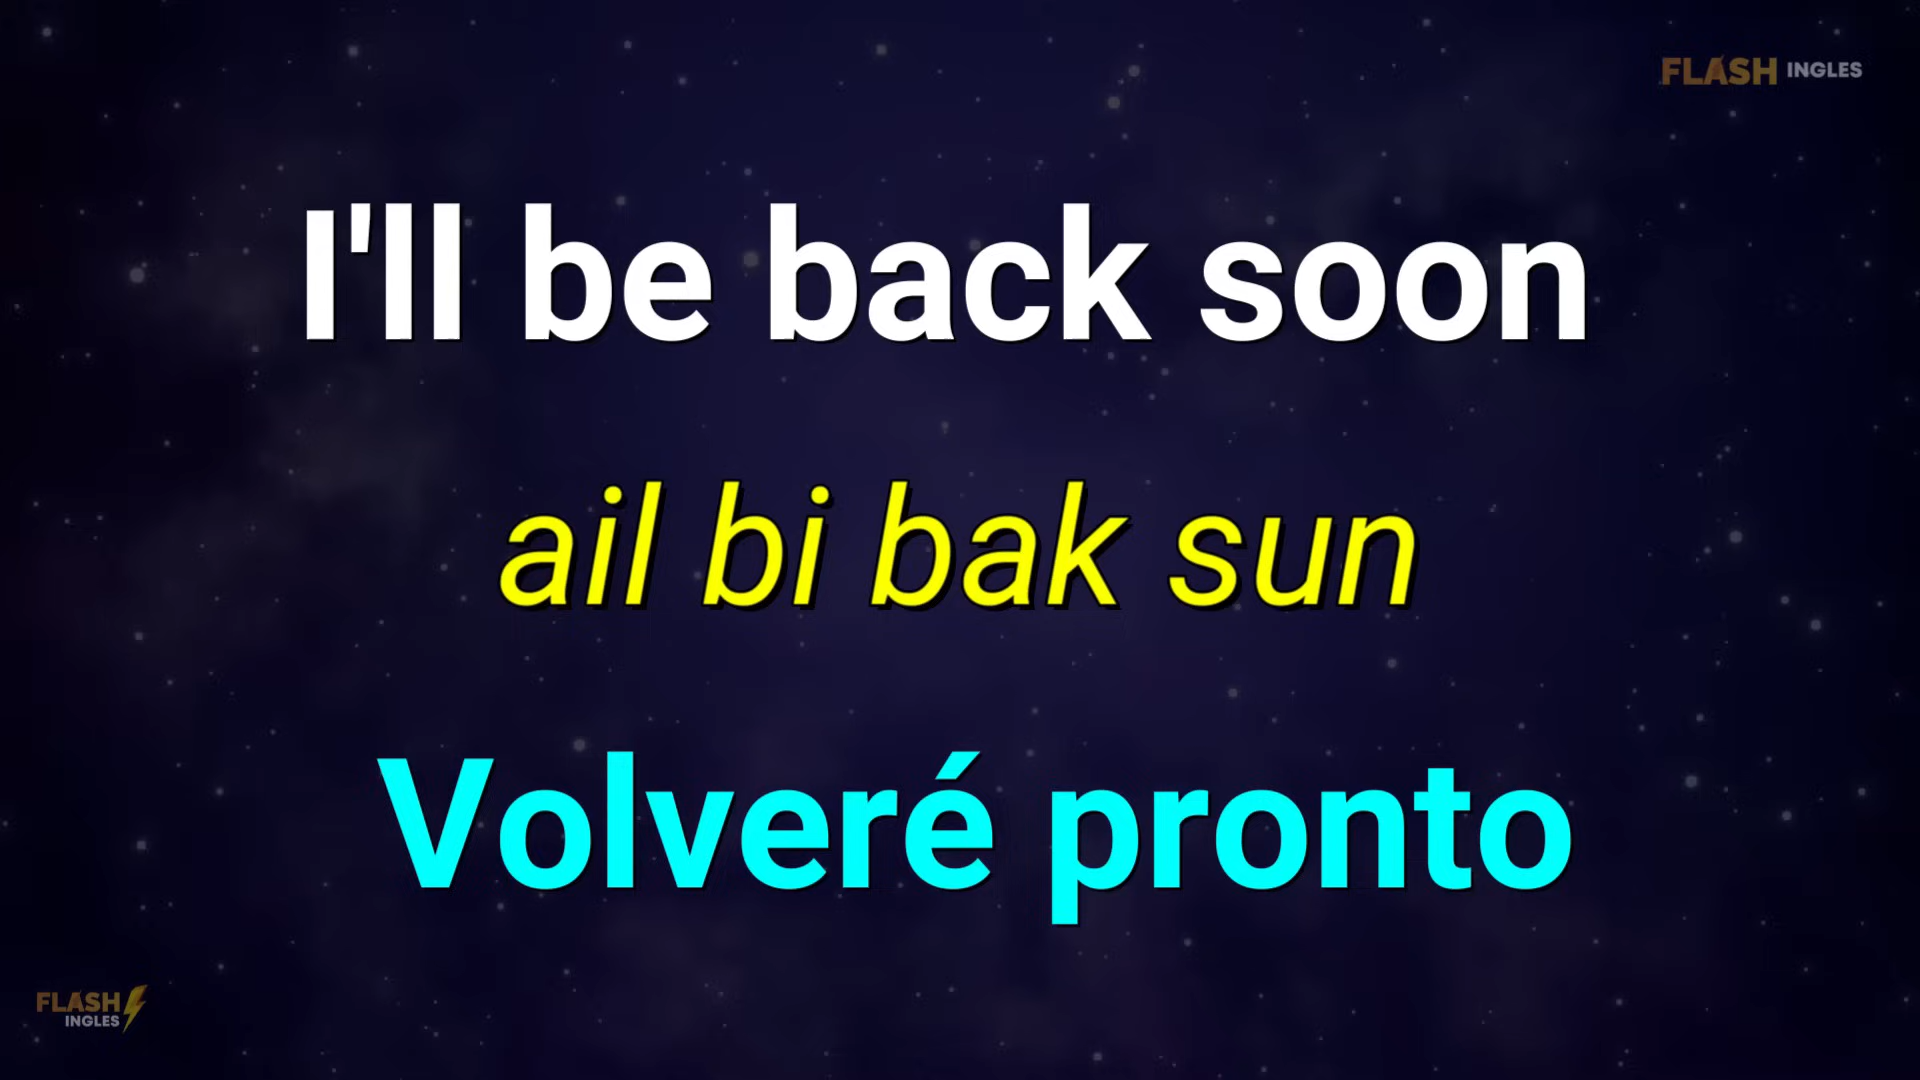 FLASH INGLES
I'll be back soon
ail bi bak sun
Volveré pronto
FLASH
INGLES